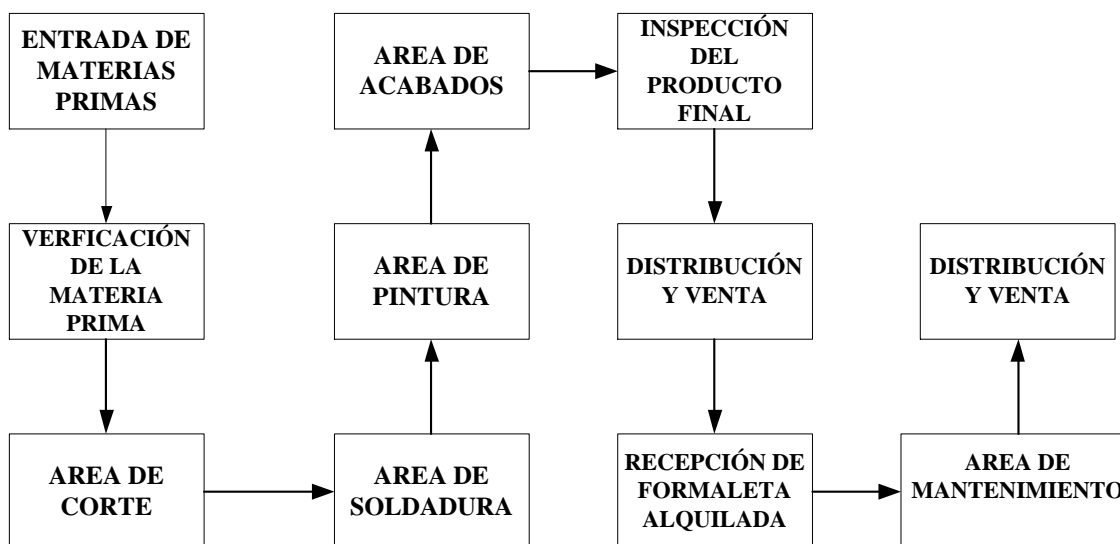 ENTRADA DE
MATERIAS
PRIMAS
VERFICACIÓN
DE LA
MATERIA
PRIMA
AREA DE
CORTE
AREA DE
SOLDADURA
AREA DE
PINTURA
AREA DE
ACABADOS
INSPECCIÓN
DEL
PRODUCTO
FINAL
DISTRIBUCIÓN
Y VENTA
RECEPCIÓN DE
FORMALETA
ALQUILADA
AREA DE
MANTENIMIENTO
DISTRIBUCIÓN
Y VENTA